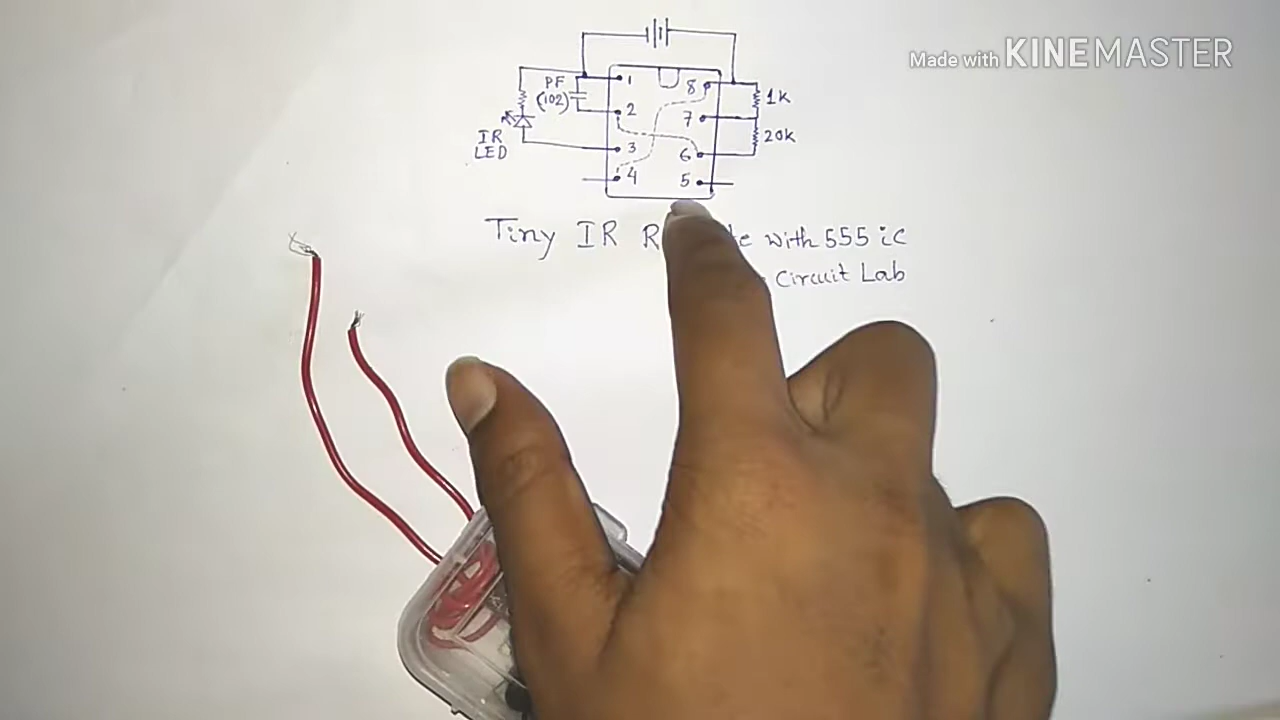 Made with KINEMASTER
1
PF
(102)
2
IR
LED
3
4
8
7
6
5
1K
20K
Tiny IR with 555 iC
Circuit Lab